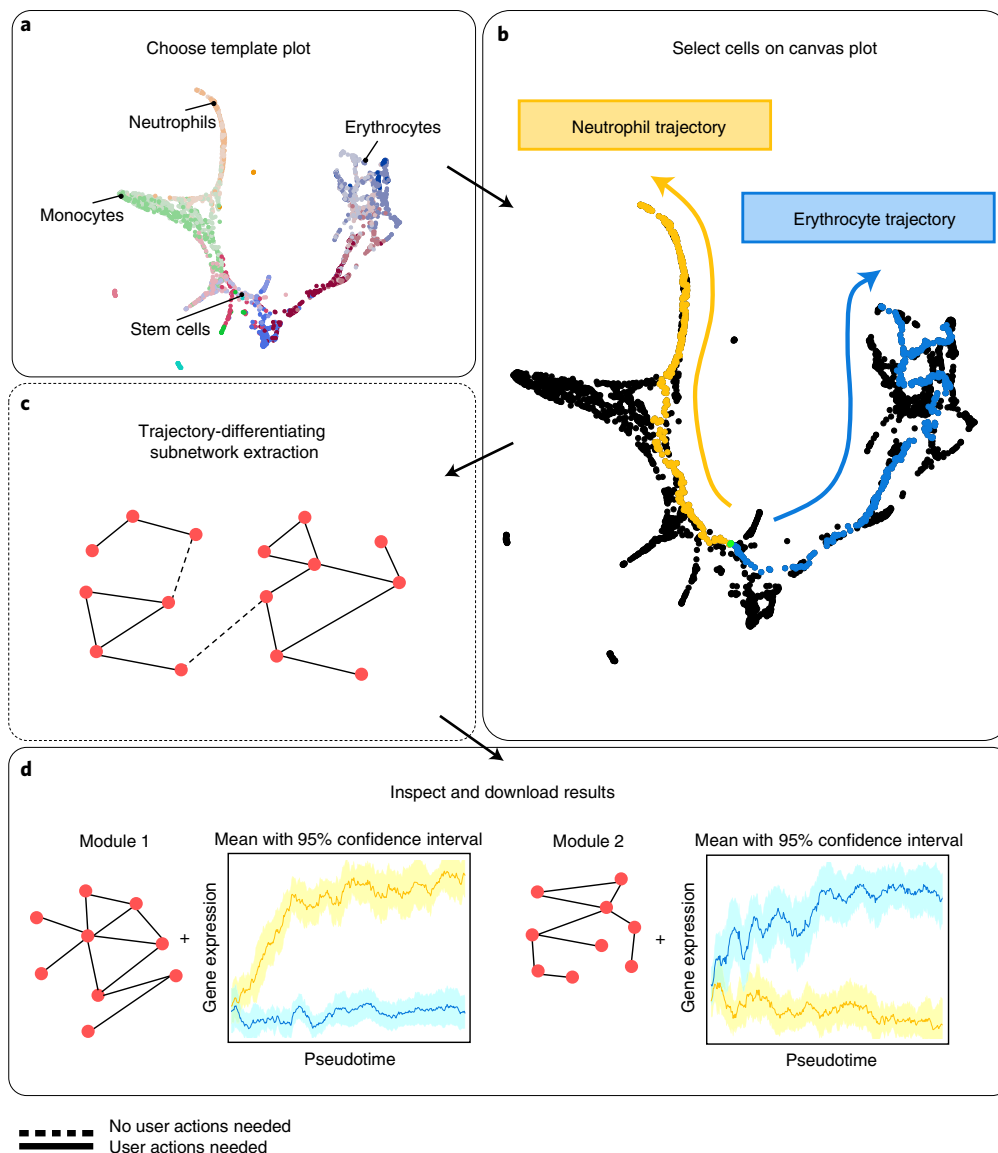 a
Choose template plot
Neutrophils
Erythrocytes
Monocytes
Stem cells
b
Select cells on canvas plot
Neutrophil trajectory
Erythrocyte trajectory
c
Trajectory-differentiating
subnetwork extraction
d
Inspect and download results
Module 1
+
Mean with 95% confidence interval
Gene expression
Pseudotime
Module 2
+
Mean with 95% confidence interval
Gene expression
Pseudotime
No user actions needed
User actions needed